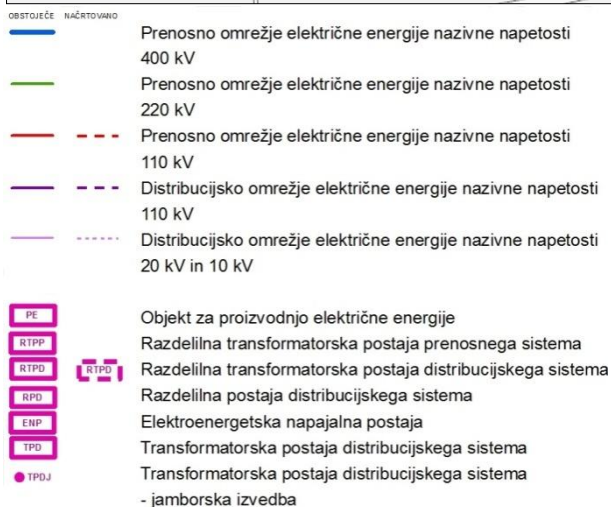 OBSTOJEČE NAČRTOVANO
Prenosno omrežje električne energije nazivne napetosti
400 kV
Prenosno omrežje električne energije nazivne napetosti
220 kV
Prenosno omrežje električne energije nazivne napetosti
110 kV
Distribucijsko omrežje električne energije nazivne napetosti
110 kV
Distribucijsko omrežje električne energije nazivne napetosti
20 kV in 10 kV
PE Objekt za proizvodnjo električne energije
RTPP Razdelilna transformatorska postaja prenosnega sistema
RTPD RTPD Razdelilna transformatorska postaja distribucijskega sistema
RPD Razdelilna postaja distribucijskega sistema
ENP Elektroenergetska napajalna postaja
TPD Transformatorska postaja distribucijskega sistema
TPDJ Transformatorska postaja distribucijskega sistema
- jamborska izvedba